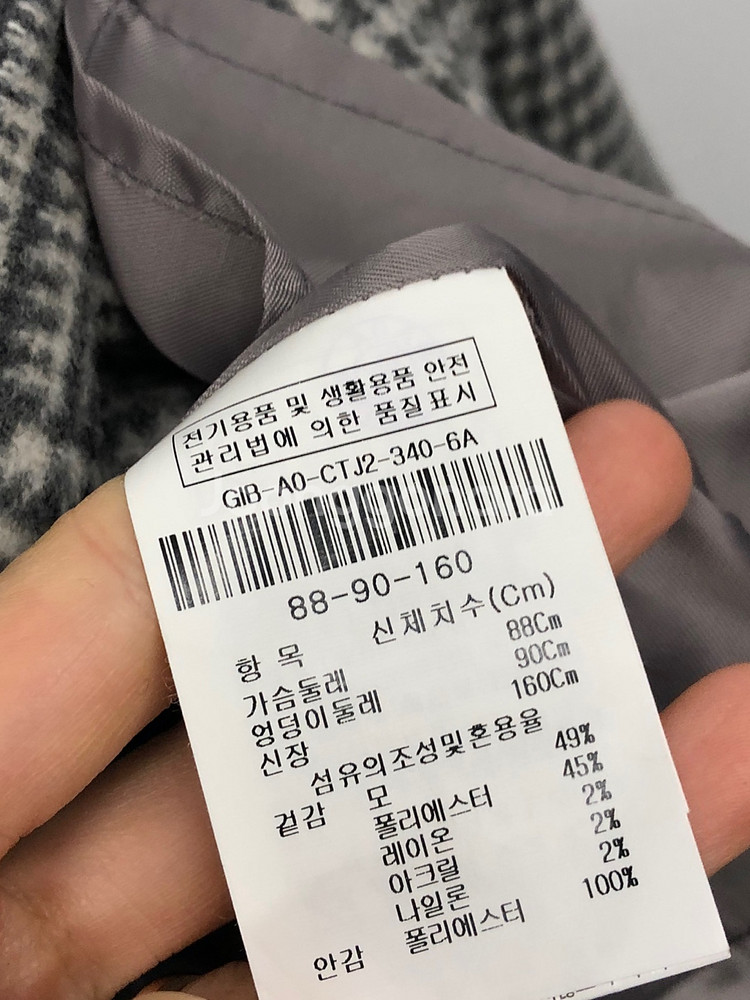 전기용품 및 생활용품 안전
관리법에 의한 품질표시
GIB-A0-CTJ2-340-6A
88-90-160
항 목 신체치수(Cm)
가슴둘레 88Cm
엉덩이둘레 90Cm
신장 160Cm
섬유의조성및혼용율
겉감 모 49%
폴리에스터 45%
레이온 2%
아크릴 2%
나일론 2%
안감 폴리에스터 100%